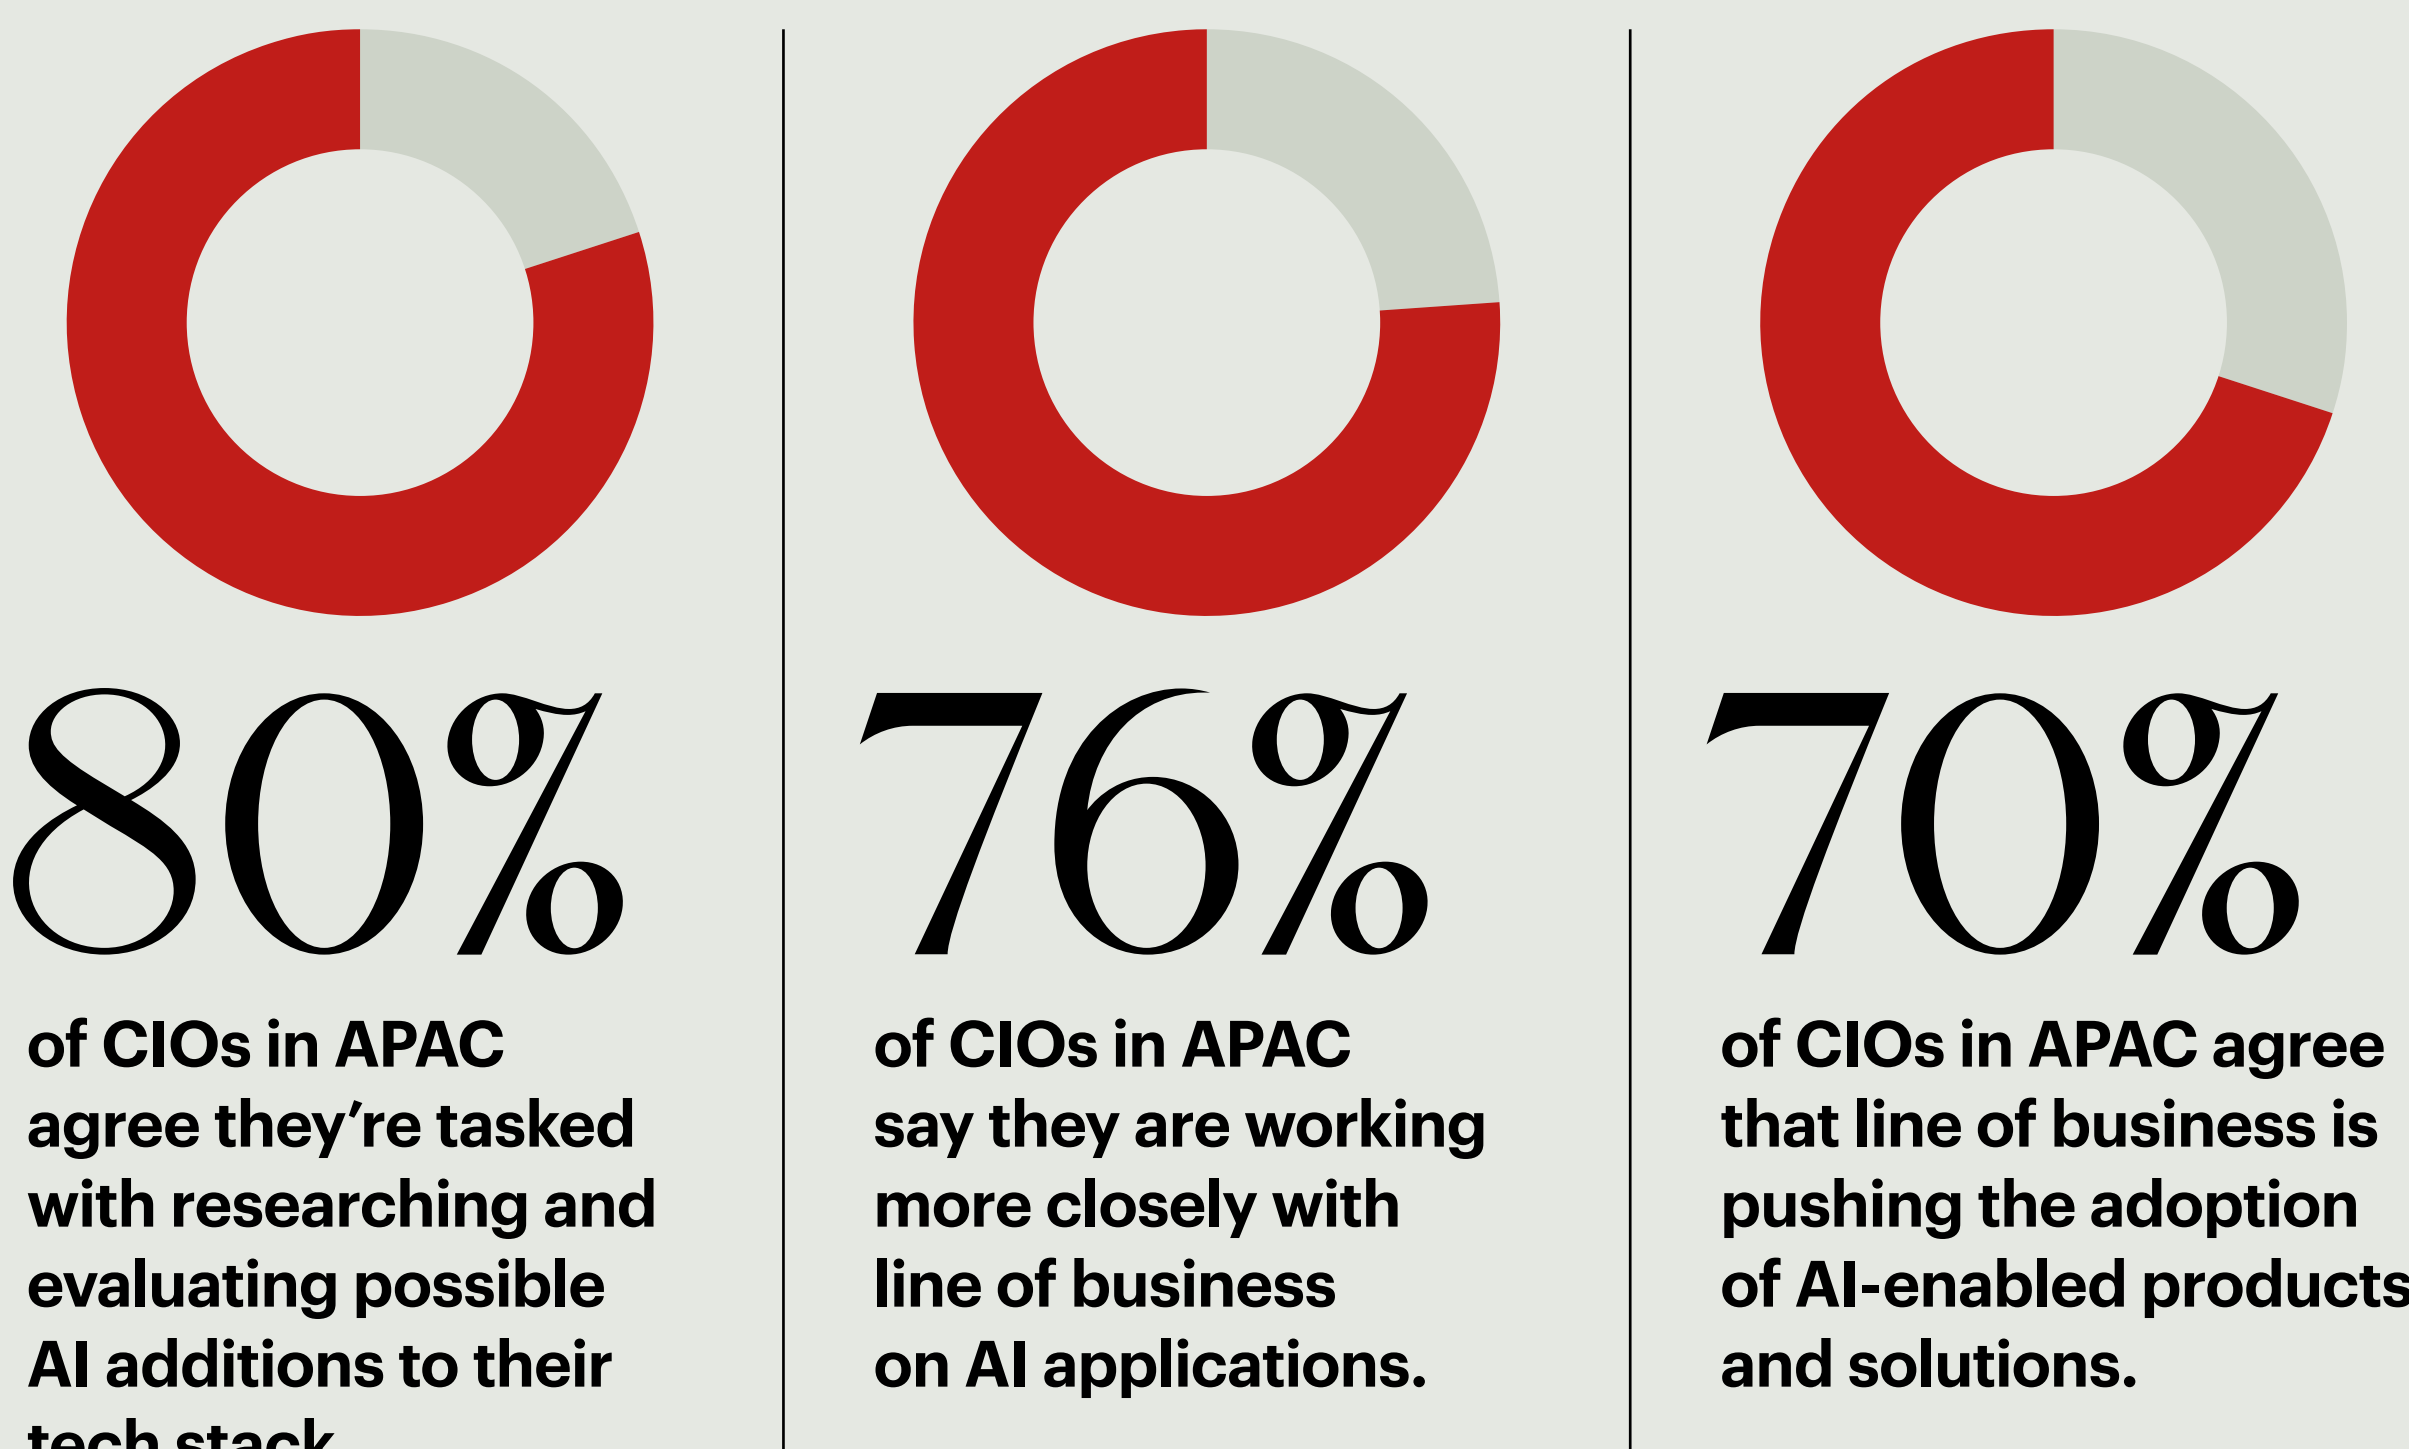 80%
of CIOs in APAC
agree they’re tasked
with researching and
evaluating possible
AI additions to their
tech stack
76%
of CIOs in APAC
say they are working
more closely with
line of business
on AI applications.
70%
of CIOs in APAC agree
that line of business is
pushing the adoption
of AI-enabled products
and solutions.